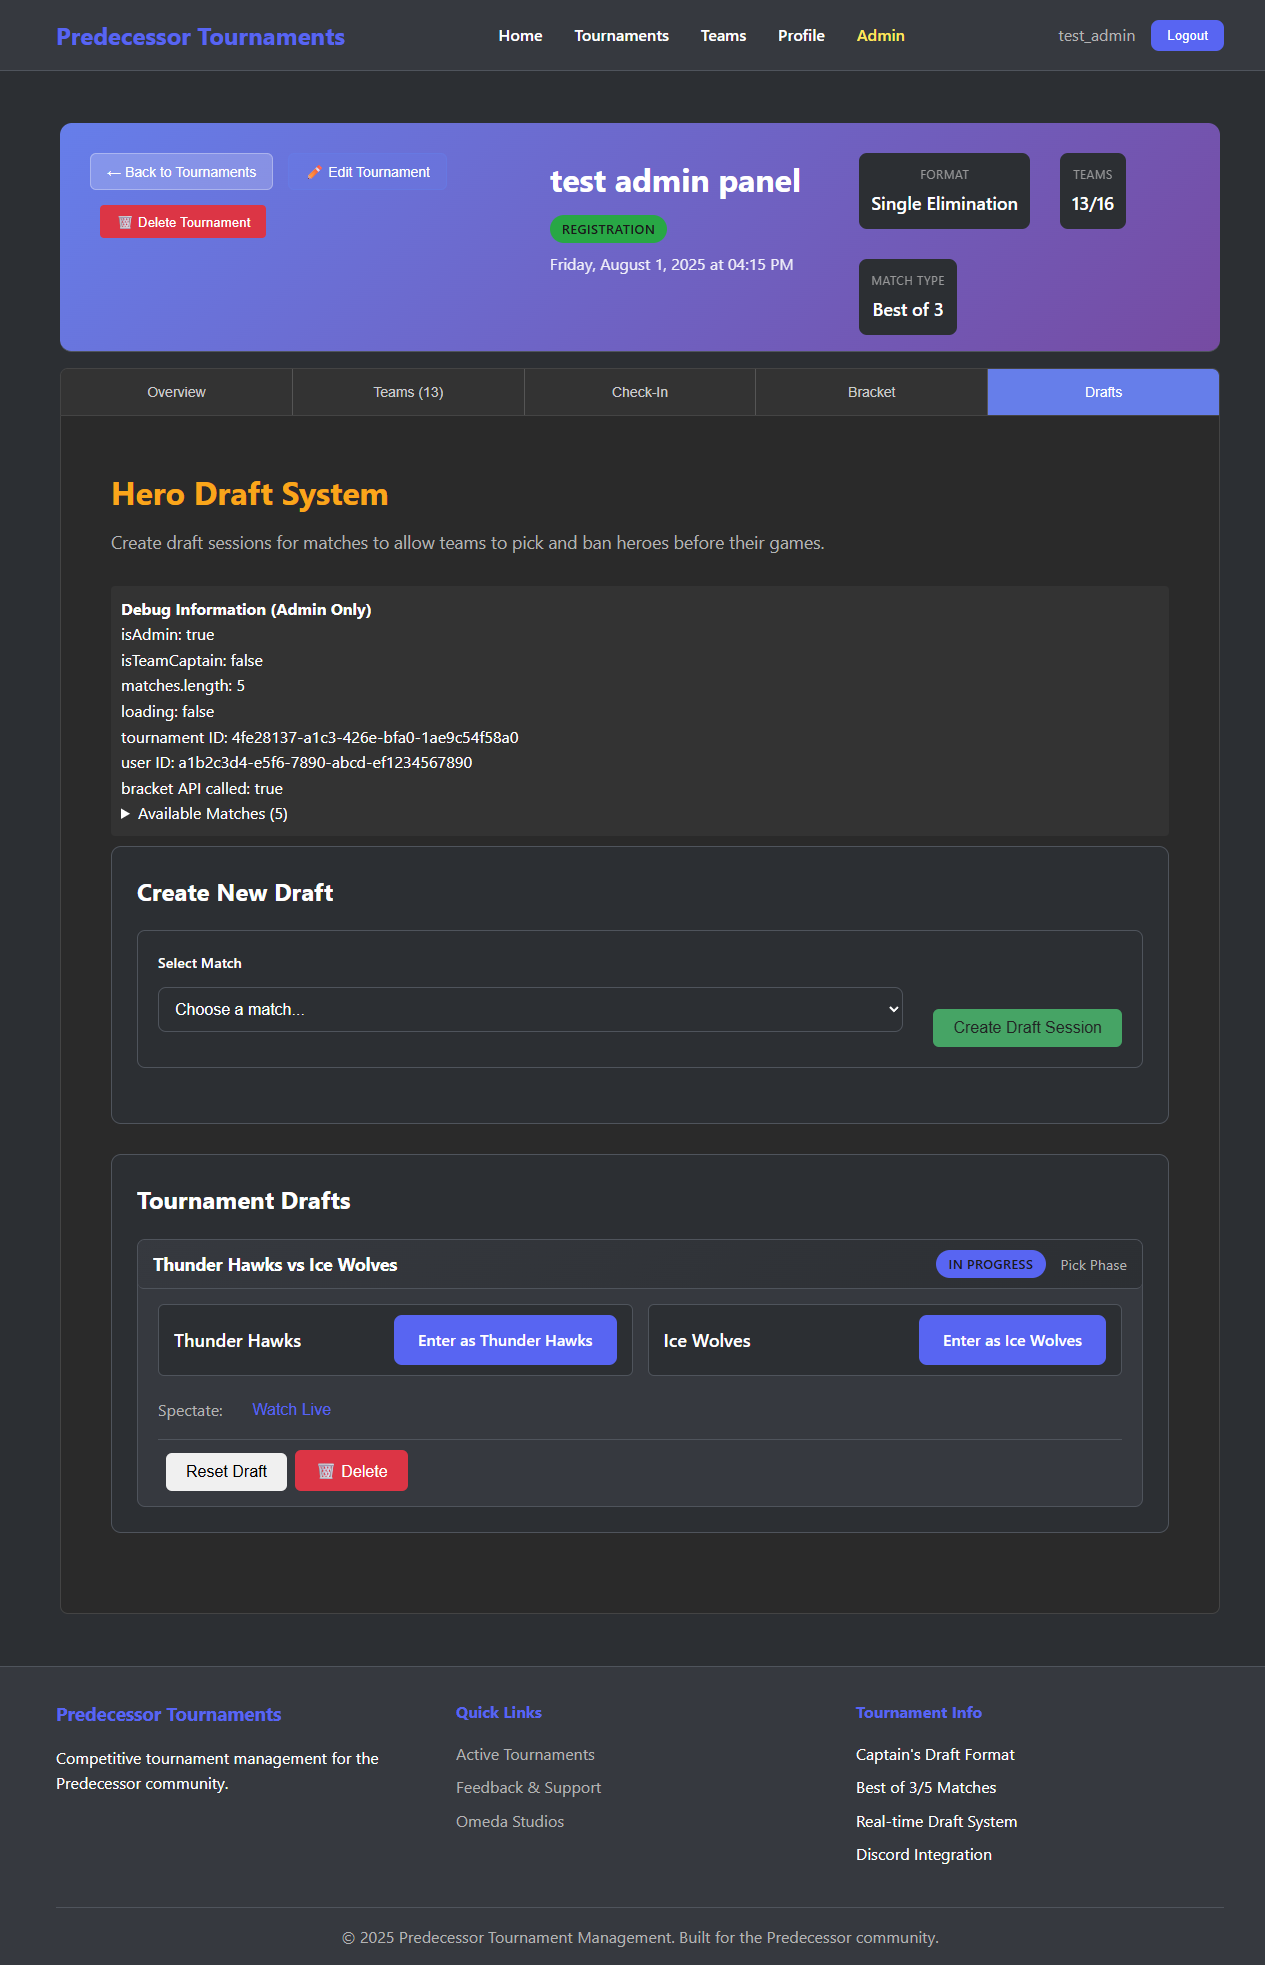 Predecessor Tournaments
Home Tournaments Teams Profile Admin
test_admin Logout
← Back to Tournaments
Edit Tournament
Delete Tournament
test admin panel
REGISTRATION
Friday, August 1, 2025 at 04:15 PM
FORMAT
Single Elimination
TEAMS
13/16
MATCH TYPE
Best of 3
Overview Teams (13) Check-In Bracket Drafts
Hero Draft System
Create draft sessions for matches to allow teams to pick and ban heroes before their games.
Debug Information (Admin Only)
isAdmin: true
isTeamCaptain: false
matches.length: 5
loading: false
tournament ID: 4fe28137-a1c3-426e-bfa0-1ae9c54f58a0
user ID: a1b2c3d4-e5f6-7890-abcd-ef1234567890
bracket API called: true
▶ Available Matches (5)
Create New Draft
Select Match
Choose a match...
Create Draft Session
Tournament Drafts
Thunder Hawks vs Ice Wolves
IN PROGRESS Pick Phase
Thunder Hawks Enter as Thunder Hawks
Ice Wolves Enter as Ice Wolves
Spectate: Watch Live
Reset Draft Delete
Predecessor Tournaments
Competitive tournament management for the
Predecessor community.
Quick Links
Active Tournaments
Feedback & Support
Omeda Studios
Tournament Info
Captain's Draft Format
Best of 3/5 Matches
Real-time Draft System
Discord Integration
© 2025 Predecessor Tournament Management. Built for the Predecessor community.